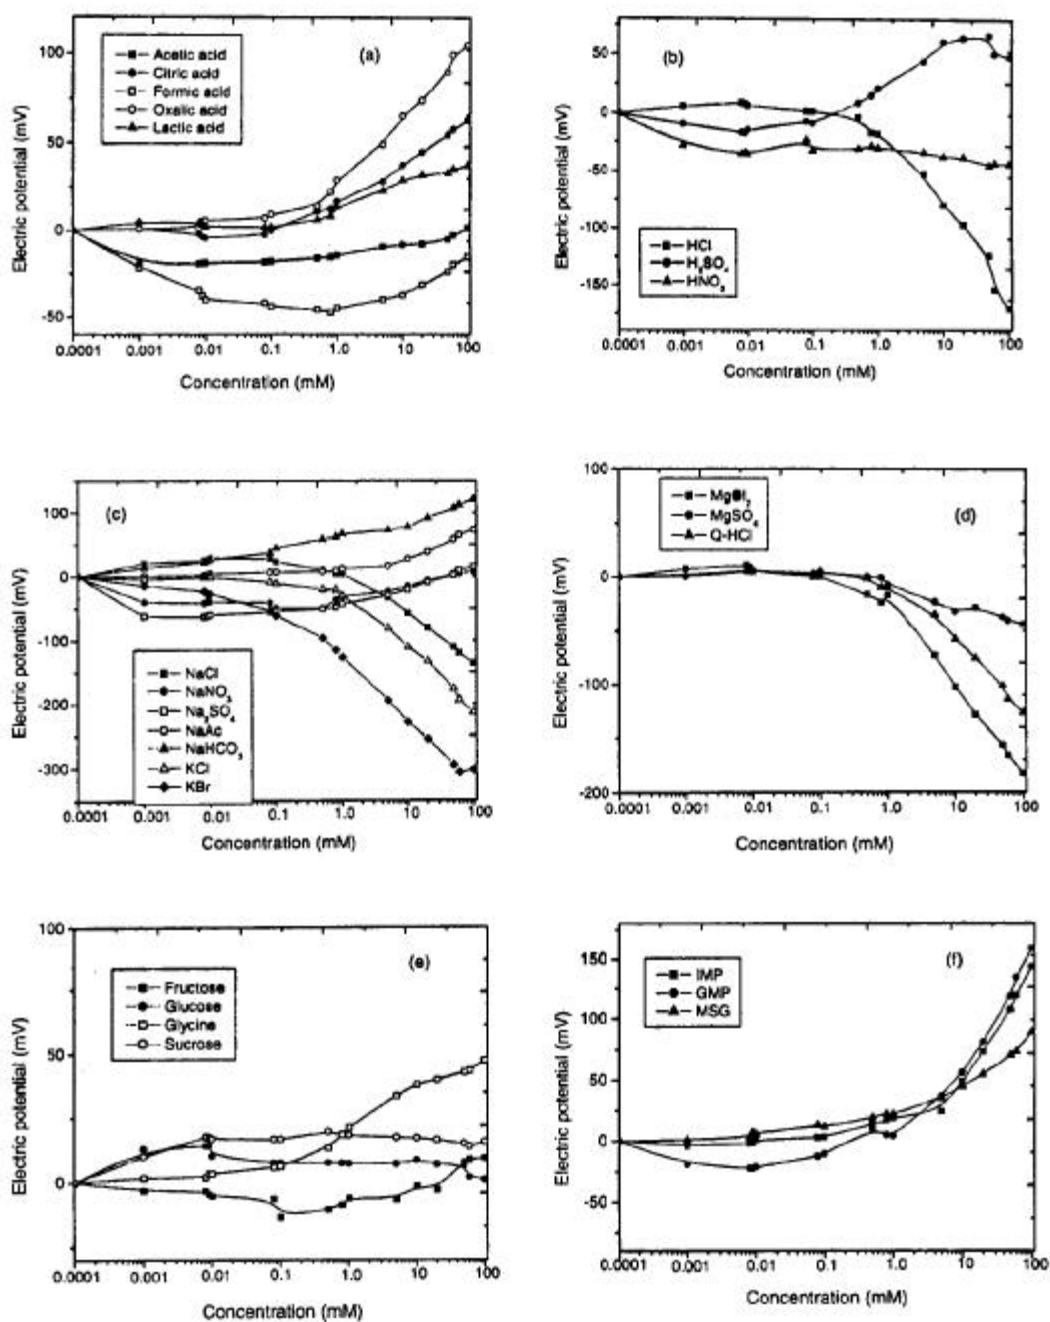 (a)
Acetic acid
Citric acid
Formic acid
Oxalic acid
Lactic acid
100
50
0
-50
Electric potential (mV)
0.0001 0.001 0.01 0.1 1.0 10 100
Concentration (mM)
(b)
50
0
-50
-100
-150
Electric potential (mV)
HCl
H₂SO₄
HNO₃
0.0001 0.001 0.01 0.1 1.0 10 100
Concentration (mM)
(c)
100
0
-100
-200
-300
Electric potential (mV)
NaCl
NaNO₃
Na₂SO₄
NaAc
NaHCO₃
KCl
KBr
0.0001 0.001 0.01 0.1 1.0 10 100
Concentration (mM)
(d)
100
0
-100
-200
Electric potential (mV)
MgSO₄
Q-HCl
0.0001 0.001 0.01 0.1 1.0 10 100
Concentration (mM)
(e)
100
50
0
Electric potential (mV)
Fructose
Glucose
Glycine
Sucrose
0.0001 0.001 0.01 0.1 1.0 10 100
Concentration (mM)
(f)
150
100
50
0
-50
Electric potential (mV)
IMP
GMP
MSG
0.0001 0.001 0.01 0.1 1.0 10 100
Concentration (mM)